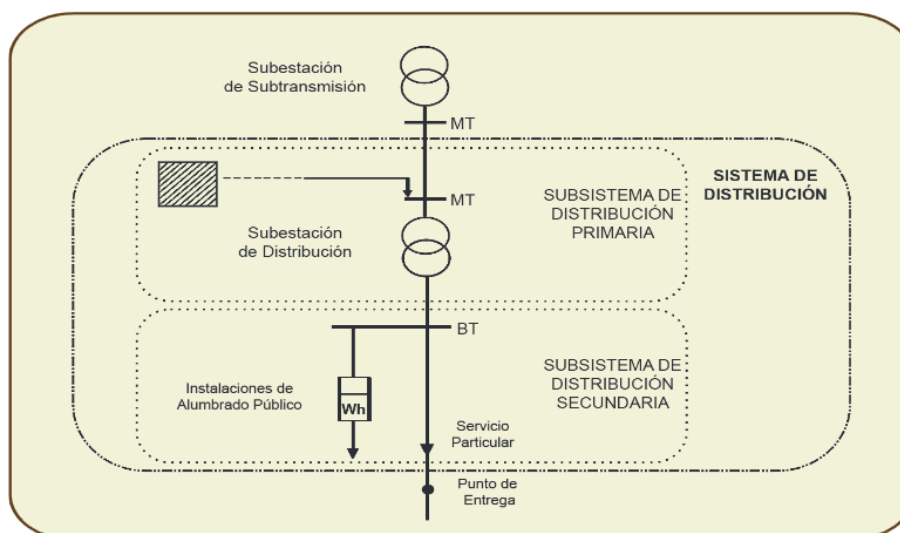 Subestación
de Subtransmisión
MT
SISTEMA DE
DISTRIBUCIÓN
MT
SUBSISTEMA DE
DISTRIBUCIÓN
PRIMARIA
Subestación
de Distribución
BT
SUBSISTEMA DE
DISTRIBUCIÓN
SECUNDARIA
Instalaciones de
Alumbrado Público
Wh
Servicio
Particular
Punto de
Entrega